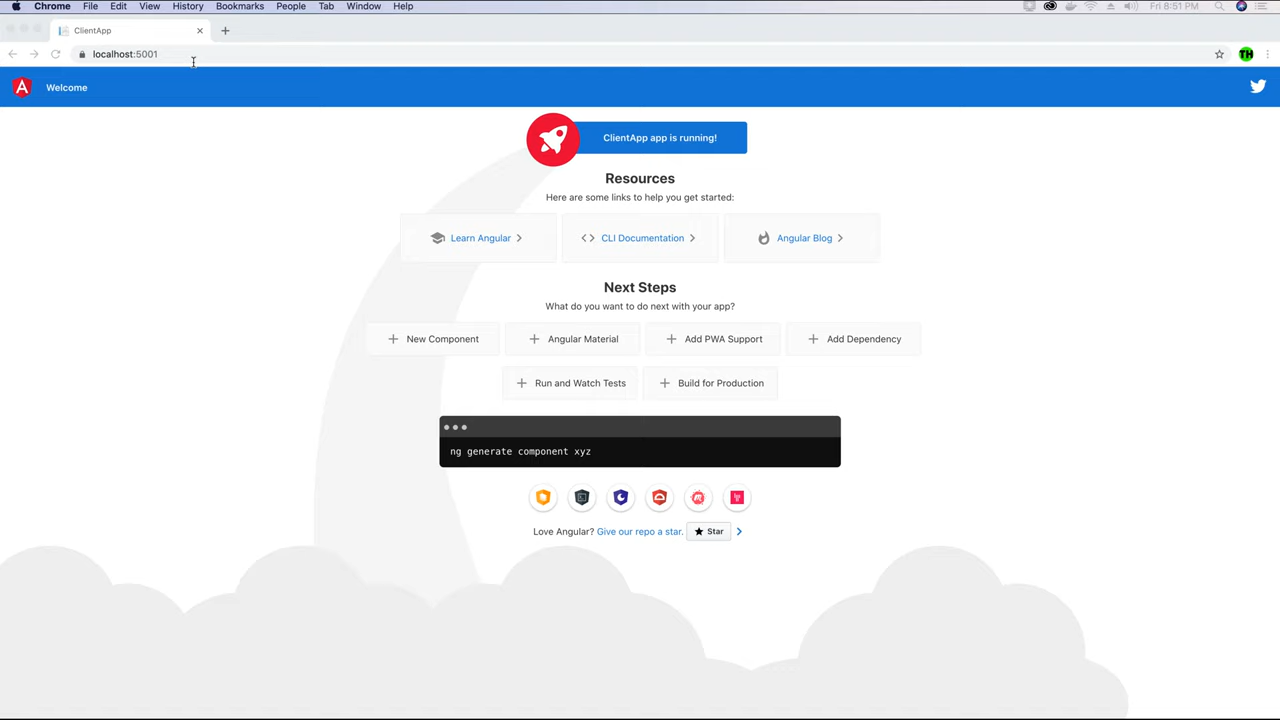 Chrome File Edit View History Bookmarks People Tab Window Help Fri 8:51 PM
ClientApp
localhost:5001 TH
A Welcome
ClientApp app is running!
Resources
Here are some links to help you get started:
Learn Angular CLI Documentation Angular Blog
Next Steps
What do you want to do next with your app?
New Component Angular Material Add PWA Support Add Dependency
Run and Watch Tests Build for Production
ng generate component xyz
Love Angular? Give our repo a star. Star